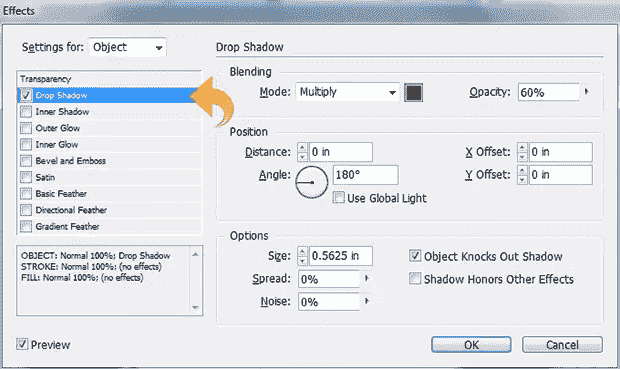 Effects
Settings for: Object
Transparency
Drop Shadow
Inner Shadow
Outer Glow
Inner Glow
Bevel and Emboss
Satin
Basic Feather
Directional Feather
Gradient Feather
OBJECT: Normal 100%; Drop Shadow
STROKE: Normal 100%; (no effects)
FILL: Normal 100%; (no effects)
Preview
Drop Shadow
Blending
Mode: Multiply Opacity: 60%
Position
Distance: 0 in X Offset: 0 in
Angle: 180° Y Offset: 0 in
Use Global Light
Options
Size: 0.5625 in Object Knocks Out Shadow
Spread: 0% Shadow Honors Other Effects
Noise: 0%
OK Cancel